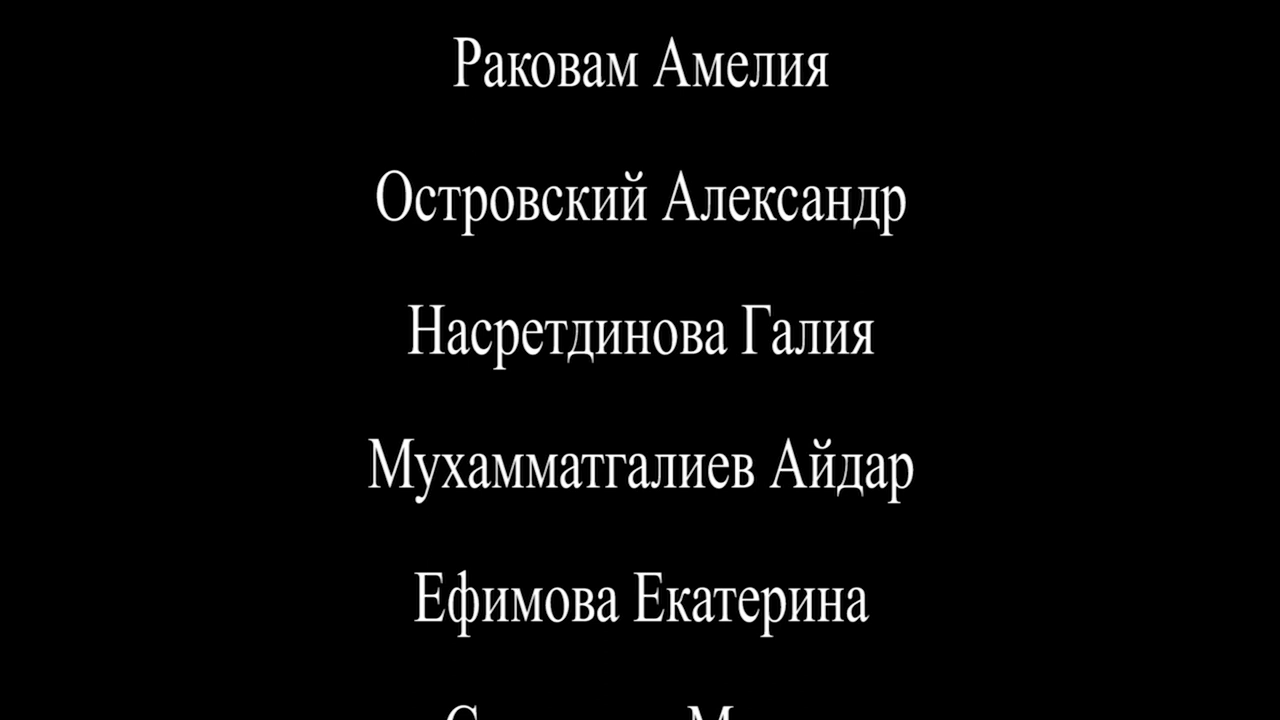 Раковам Амелия
Островский Александр
Насретдинова Галия
Мухамматгалиев Айдар
Ефимова Екатерина